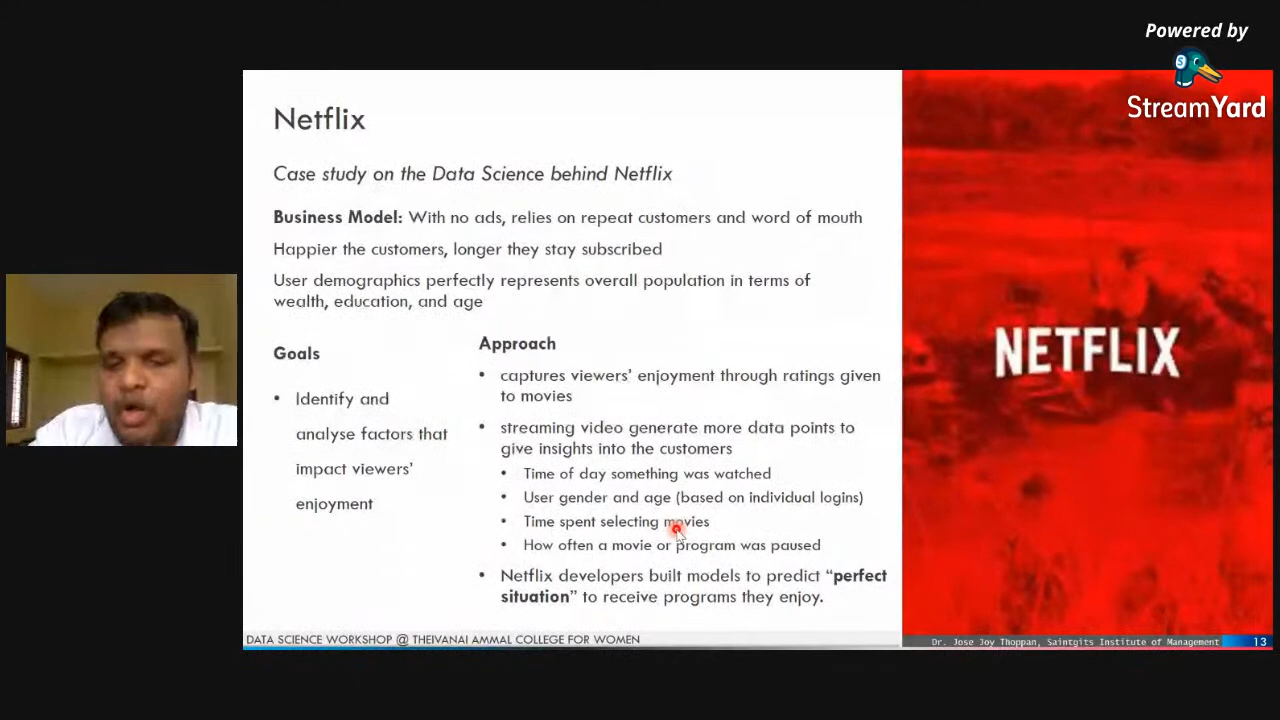 Powered by
StreamYard
Netflix
Case study on the Data Science behind Netflix
Business Model: With no ads, relies on repeat customers and word of mouth
Happier the customers, longer they stay subscribed
User demographics perfectly represents overall population in terms of
wealth, education, and age
Goals
• Identify and
analyse factors that
impact viewers'
enjoyment
Approach
• captures viewers' enjoyment through ratings given
to movies
• streaming video generate more data points to
give insights into the customers
• Time of day something was watched
• User gender and age (based on individual logins)
• Time spent selecting movies
• How often a movie or program was paused
• Netflix developers built models to predict “perfect
situation” to receive programs they enjoy.
NETFLIX
DATA SCIENCE WORKSHOP @ THEIVANAI AMMAL COLLEGE FOR WOMEN
Dr. Jose Joy Thoppan, Saintgits Institute of Management
13